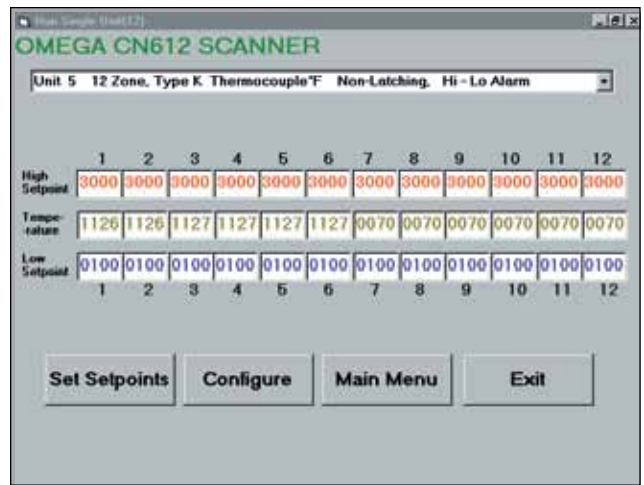 Run Single Unit(12)
OMEGA CN612 SCANNER
Unit 5 12 Zone, Type K Thermocouple°F Non-Latching, Hi - Lo Alarm
1 2 3 4 5 6 7 8 9 10 11 12
High Setpoint 3000 3000 3000 3000 3000 3000 3000 3000 3000 3000 3000 3000
Tempe-rature 1126 1126 1127 1127 1127 1127 0070 0070 0070 0070 0070 0070
Low Setpoint 0100 0100 0100 0100 0100 0100 0100 0100 0100 0100 0100 0100
1 2 3 4 5 6 7 8 9 10 11 12
Set Setpoints Configure Main Menu Exit